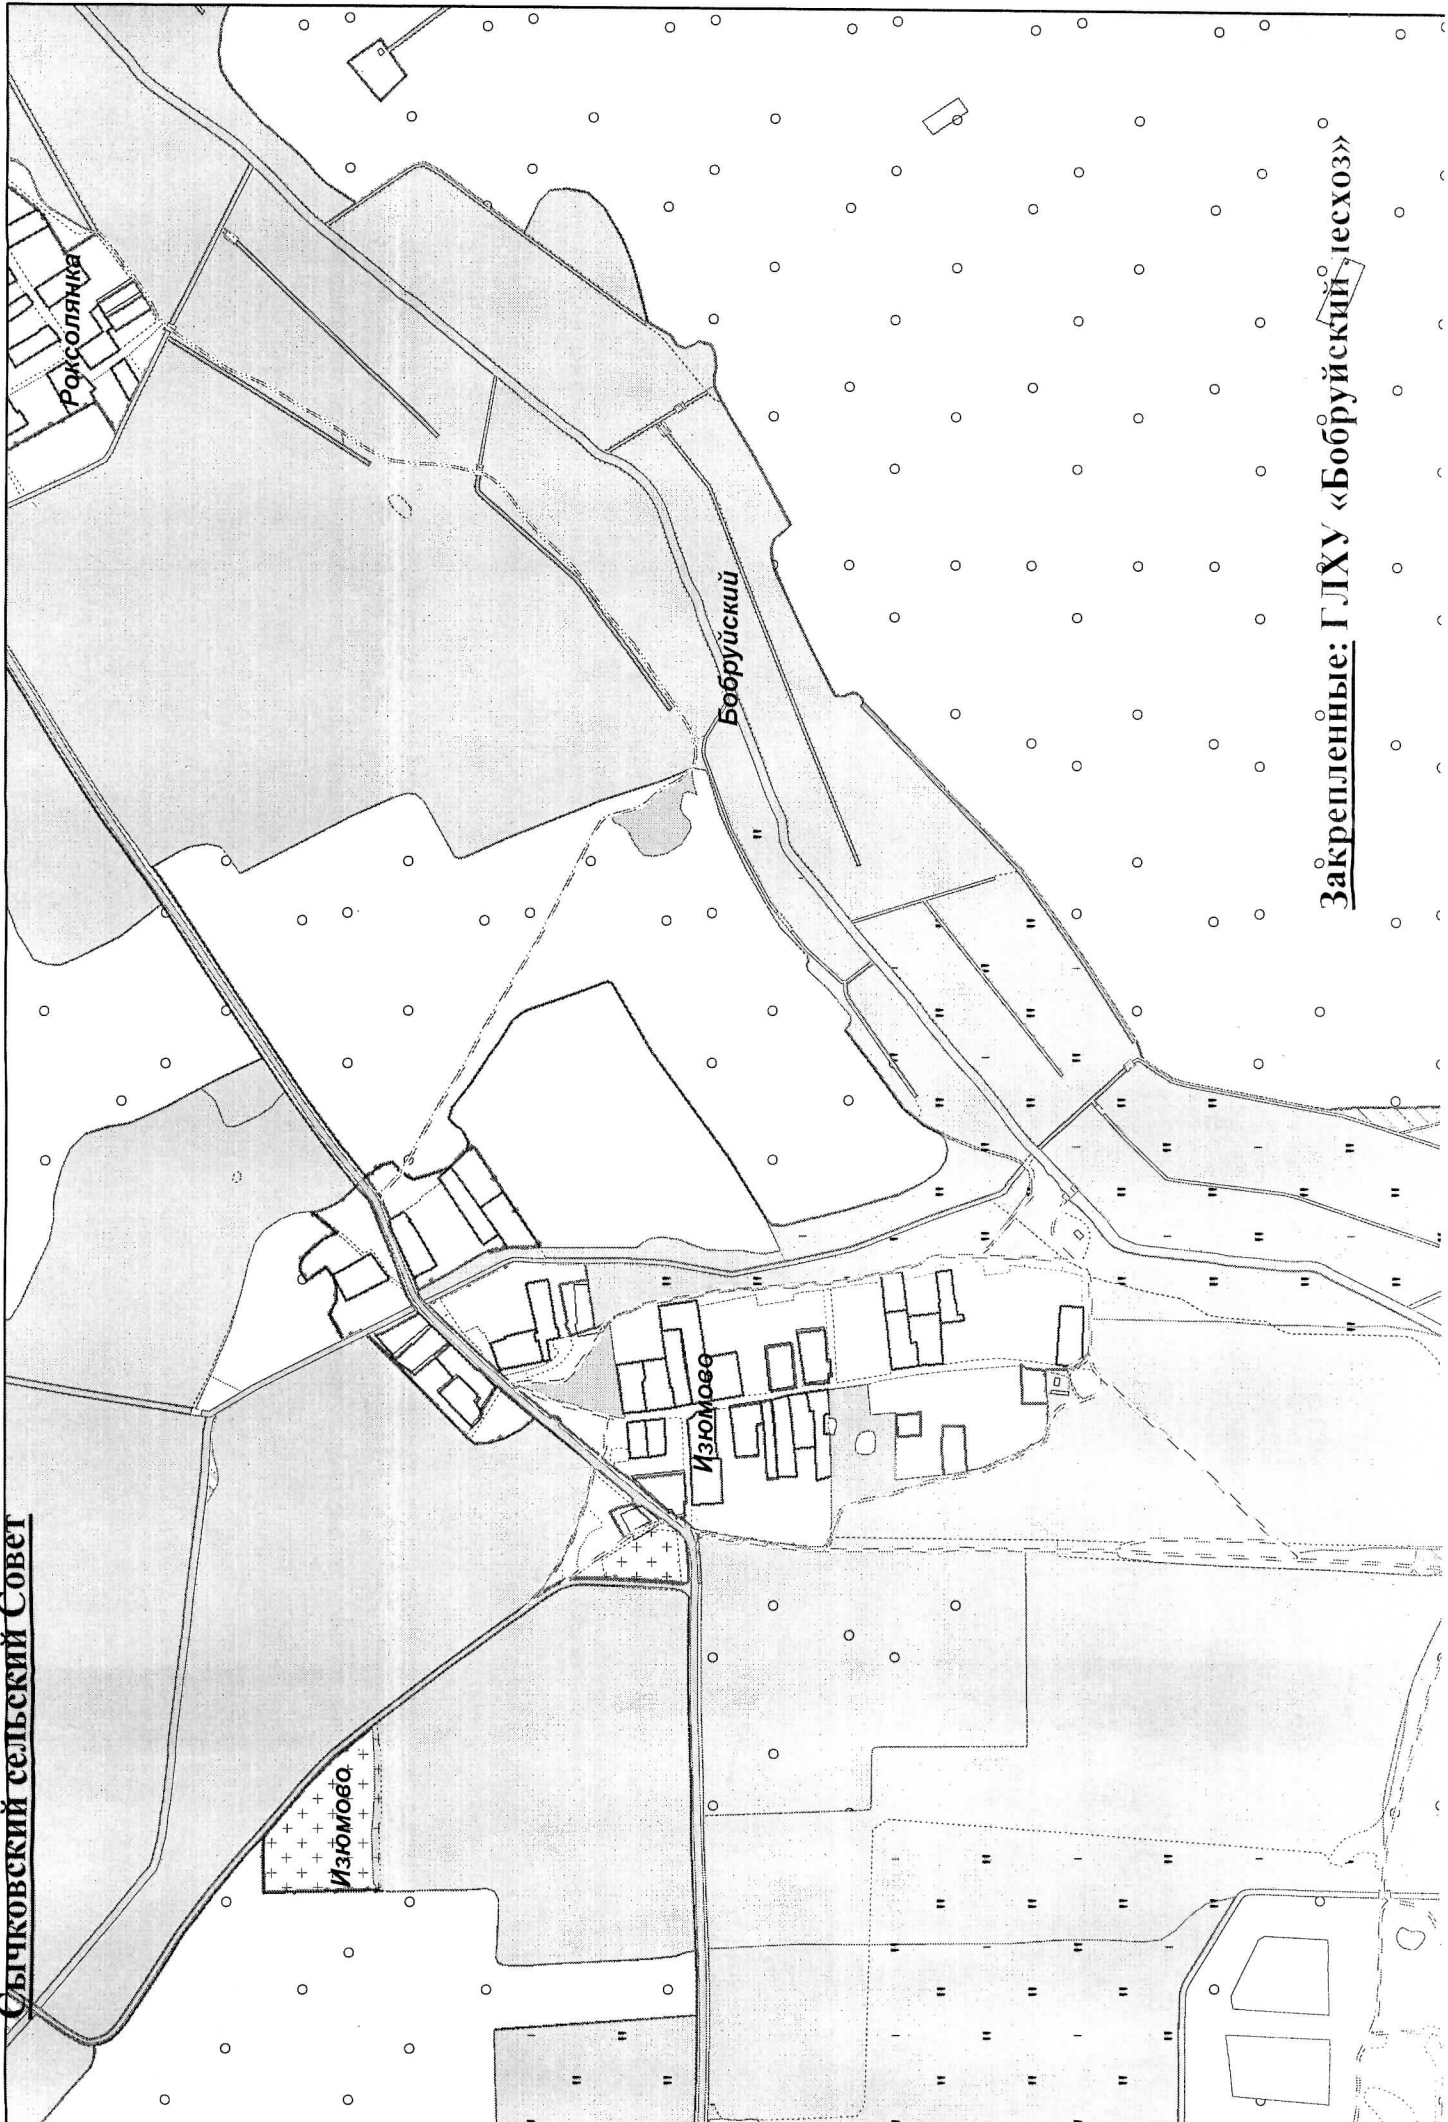 Сычковский сельский Совет
Изюмово
Изюмово
Бобруйский
Роксолянка
Закрепленные: ГЛХУ «Бобруйский лесхоз»